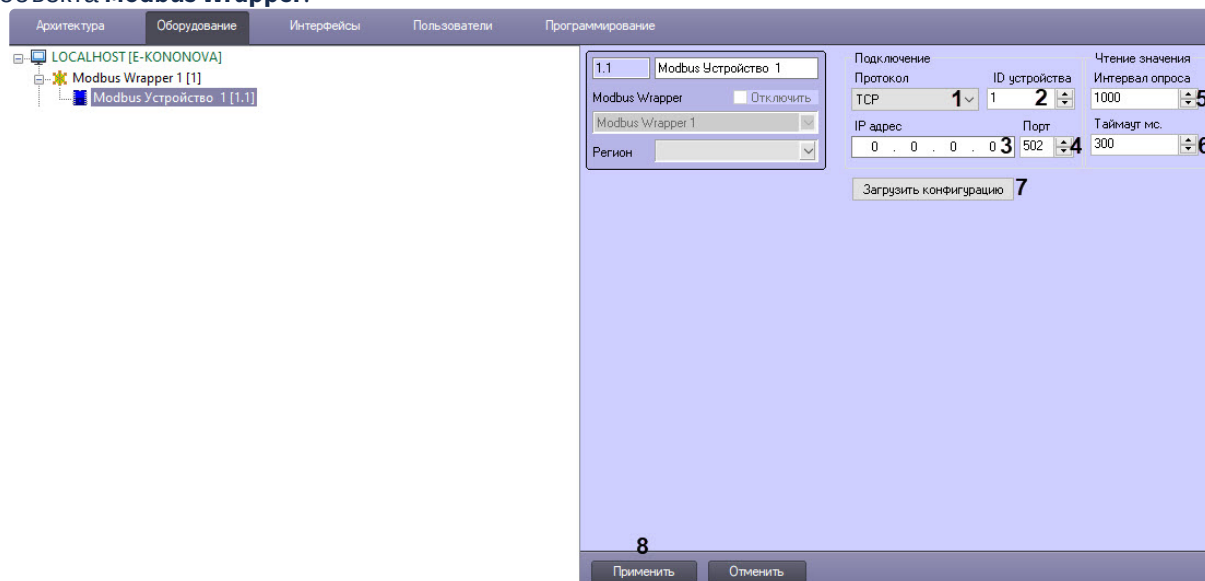 объекта Modbus Wrapper.
Архитектура Оборудование Интерфейсы Пользователи Программирование
LOCALHOST [E-KONONOVA]
Modbus Wrapper 1 [1]
Modbus Устройство 1 [1.1]
1.1 Modbus Устройство 1
Modbus Wrapper Отключить
Modbus Wrapper 1
Регион
Подключение
Протокол ID устройства
TCP 1 1 2
IP адрес Порт
0 . 0 . 0 . 0 3 502 4
Чтение значения
Интервал опроса
1000 5
Таймаут мс.
300 6
Загрузить конфигурацию 7
8
Применить Отменить